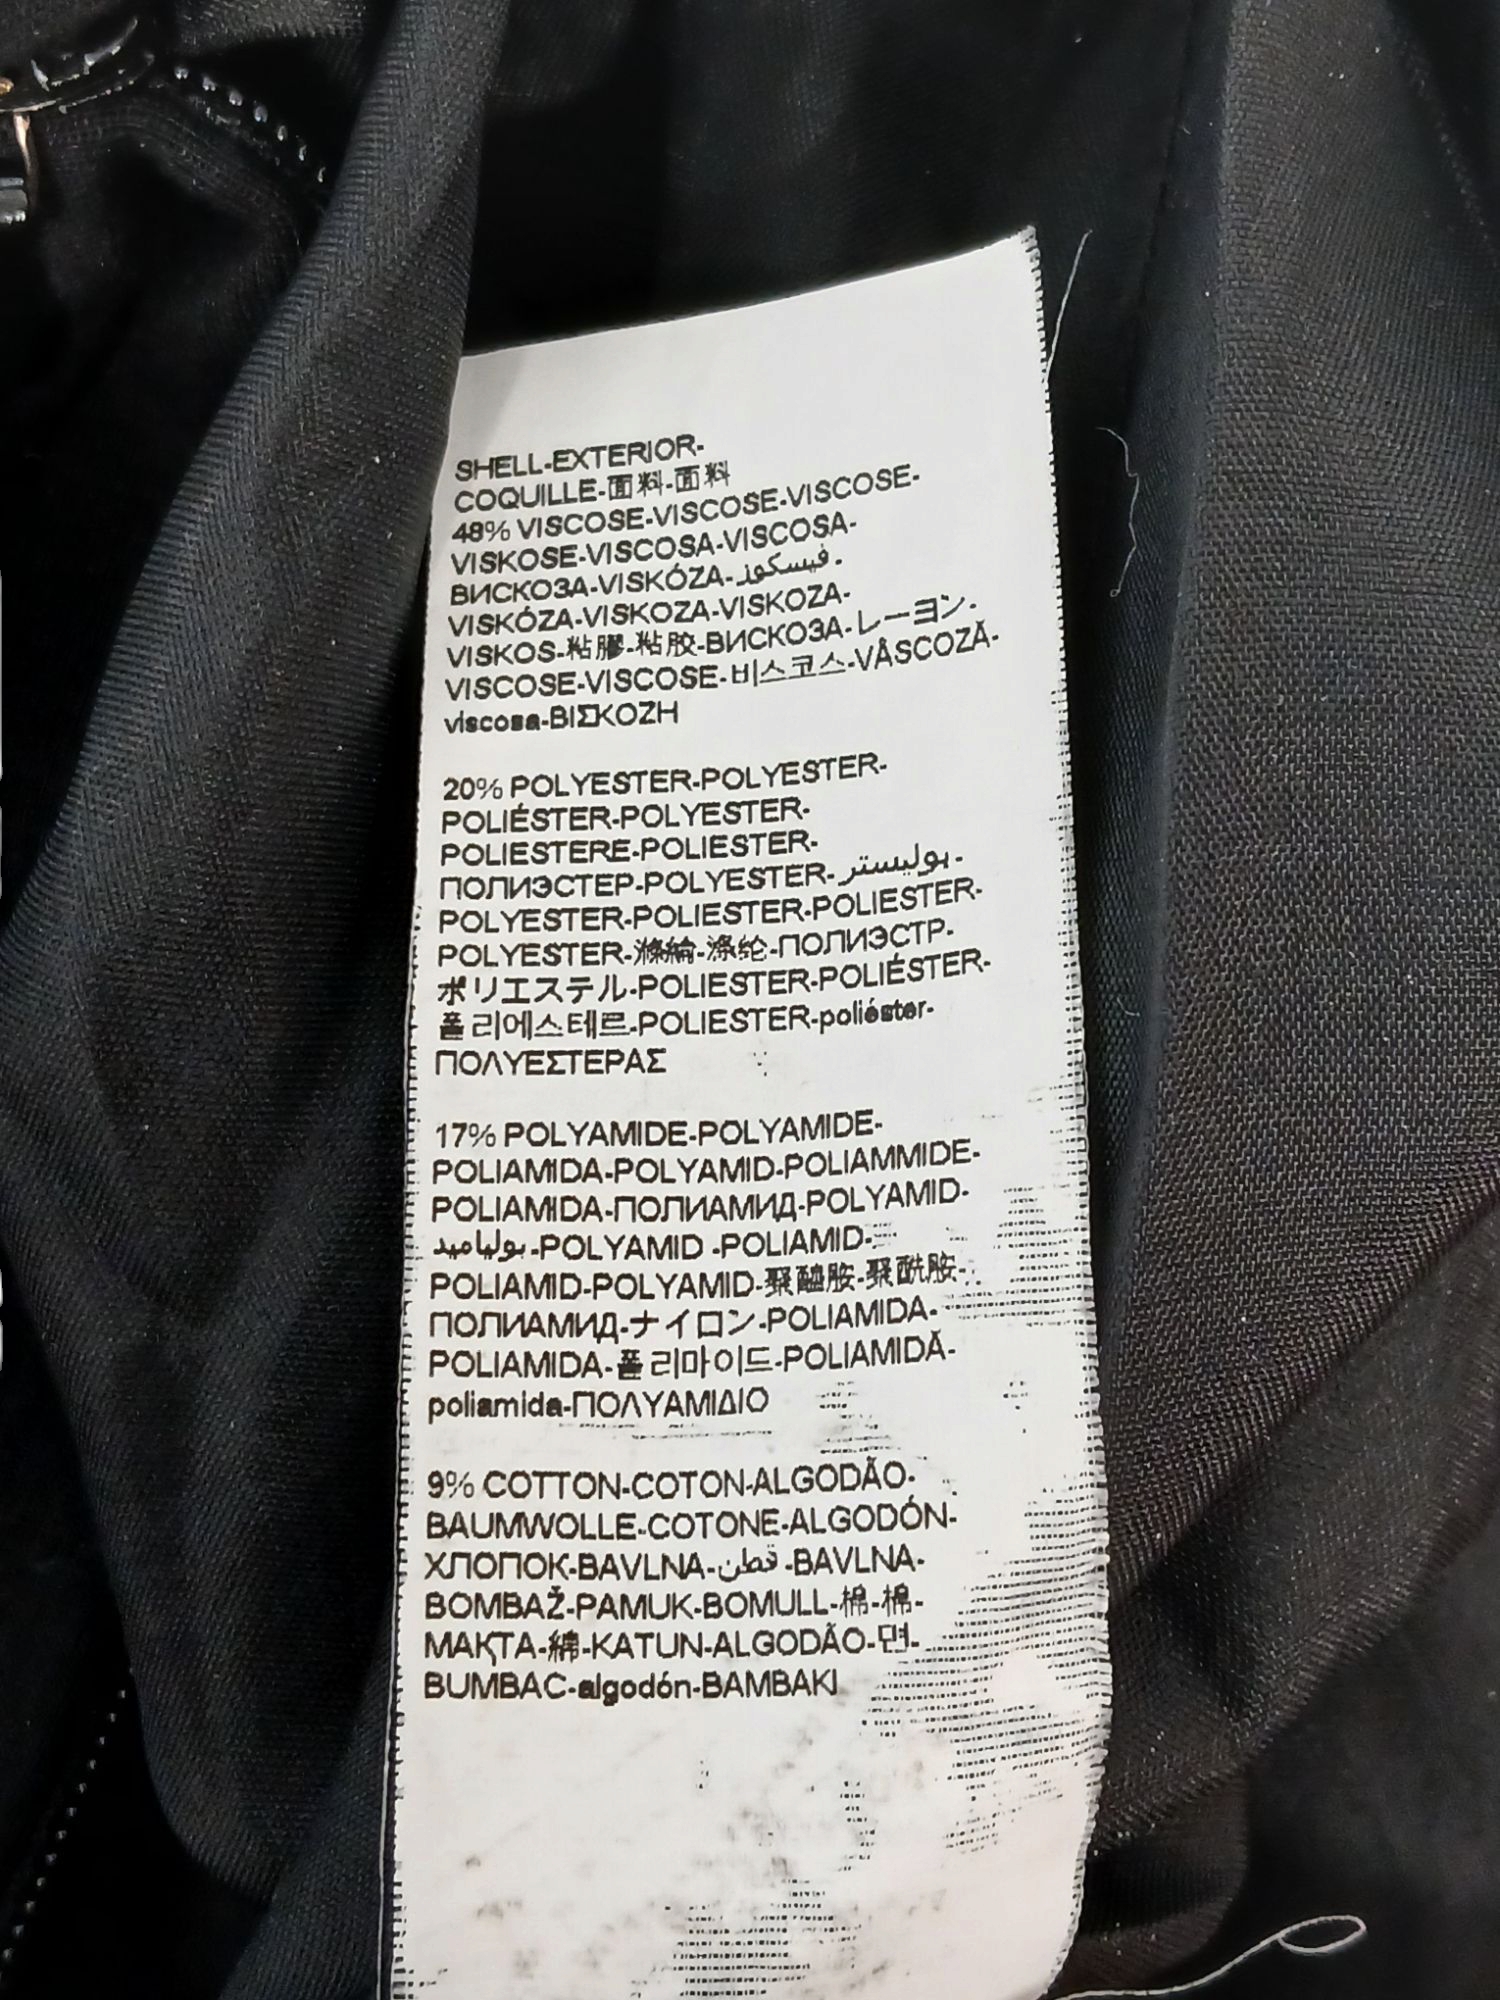 SHELL-EXTERIOR-
COQUILLE-面料-面料
48% VISCOSE-VISCOSE-VISCOSE-
VISKOSE-VISCOSA-VISCOSA-
ВИСКОЗА-VISKÓZA-فيسكوز-
VISKÓZA-VISKOZA-VISKOZA-
VISKOS-粘膠-粘胶-ВИСКОЗА-レーヨン-
VISCOSE-VISCOSE-비스코스-VÂSCOZĂ-
viscosa-ΒΙΣΚΟΖΗ
20% POLYESTER-POLYESTER-
POLIÉSTER-POLYESTER-
POLIESTERE-POLIESTER-
ПОЛИЭСТЕР-POLYESTER-بوليستر-
POLYESTER-POLIESTER-POLIESTER-
POLYESTER-滌綸-涤纶-ПОЛИЭСТР-
ポリエステル-POLIESTER-POLIÉSTER-
폴리에스테르-POLIESTER-poliéster-
ΠΟΛΥΕΣΤΕΡΑΣ
17% POLYAMIDE-POLYAMIDE-
POLIAMIDA-POLYAMID-POLIAMMIDE-
POLIAMIDA-ПОЛИАМИД-POLYAMID-
بولياميد-POLYAMID -POLIAMID-
POLIAMID-POLYAMID-聚醯胺-聚酰胺-
ПОЛИАМИД-ナイロン-POLIAMIDA-
POLIAMIDA-폴리마이드-POLIAMIDĂ-
poliamida-ΠΟΛΥΑΜΙΔΙΟ
9% COTTON-COTON-ALGODÃO-
BAUMWOLLE-COTONE-ALGODÓN-
ХЛОПОК-BAVLNA-قطن-BAVLNA-
BOMBAŽ-PAMUK-BOMULL-棉-棉-
МАҚТА-綿-KATUN-ALGODÃO-면-
BUMBAC-algodón-ΒΑΜΒΑΚΙ